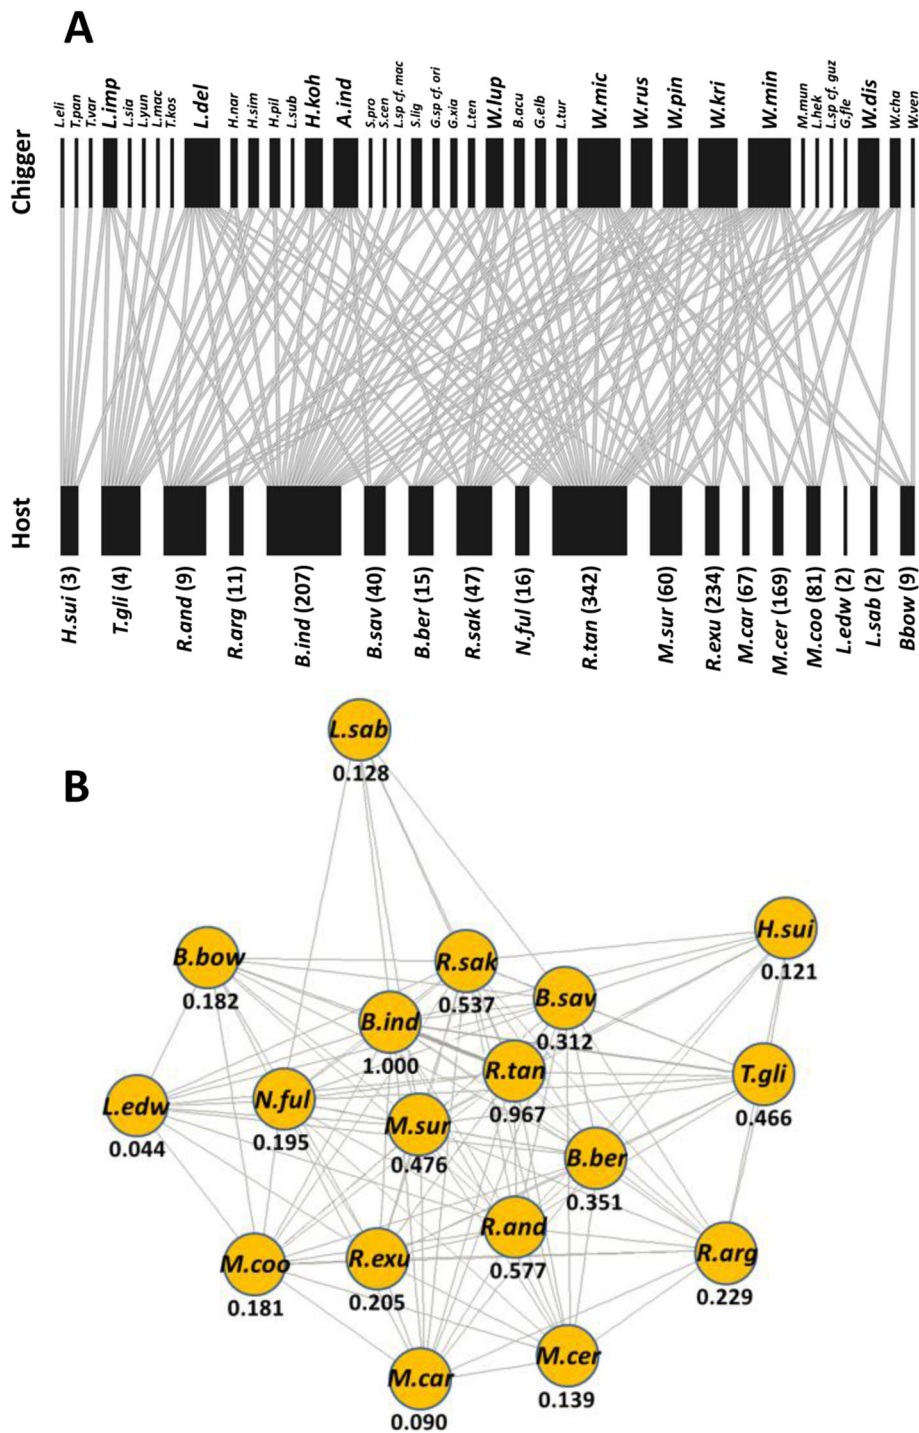 A
Chigger
L.eli
T.pan
T.var
L.imp
L.sia
L.yun
L.mac
T.kos
L.del
H.nar
H.sim
H.pil
L.sub
H.koh
A.ind
S.pro
S.cen
L.sp cf. mac
S.lig
G.sp cf. ori
G.xia
L.ten
W.lup
B.acu
G.elb
L.tur
W.mic
W.rus
W.pin
W.kri
W.min
M.mun
L.hek
L.sp cf. guz
G.fle
W.dis
W.cha
W.ven
Host
H.sui (3)
T.gli (4)
R.and (9)
R.arg (11)
B.ind (207)
B.sav (40)
B.ber (15)
R.sak (47)
N.ful (16)
R.tan (342)
M.sur (60)
R.exu (234)
M.car (67)
M.cer (169)
M.coo (81)
L.edw (2)
L.sab (2)
Bbow (9)
B
L.sab
0.128
H.sui
0.121
B.bow
0.182
R.sak
0.537
B.sav
0.312
B.ind
1.000
R.tan
0.967
T.gli
0.466
L.edw
0.044
N.ful
0.195
M.sur
0.476
B.ber
0.351
R.and
0.577
R.arg
0.229
M.coo
0.181
R.exu
0.205
M.cer
0.139
M.car
0.090